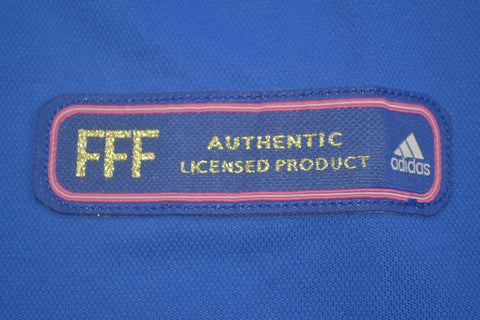 FFF
AUTHENTIC
LICENSED PRODUCT
adidas